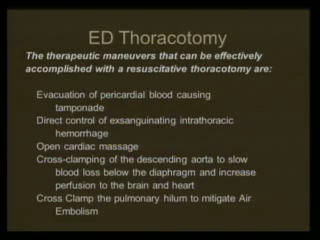 ED Thoracotomy
The therapeutic maneuvers that can be effectively
accomplished with a resuscitative thoracotomy are:
Evacuation of pericardial blood causing
tamponade
Direct control of exsanguinating intrathoracic
hemorrhage
Open cardiac massage
Cross-clamping of the descending aorta to slow
blood loss below the diaphragm and increase
perfusion to the brain and heart
Cross Clamp the pulmonary hilum to mitigate Air
Embolism